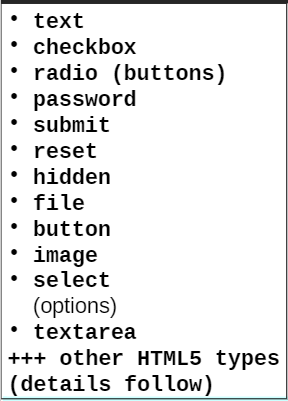 • text
• checkbox
• radio (buttons)
• password
• submit
• reset
• hidden
• file
• button
• image
• select
(options)
• textarea
+++ other HTML5 types
(details follow)